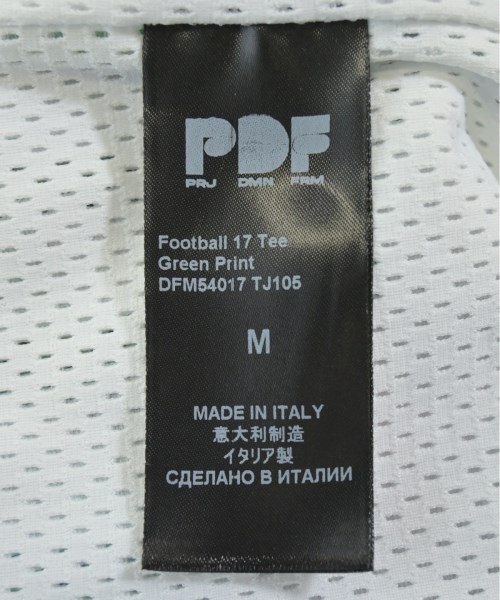 PDF
PRJ DMN FRM
Football 17 Tee
Green Print
DFM54017 TJ105
M
MADE IN ITALY
意大利制造
イタリア製
СДЕЛАНО В ИТАЛИИ